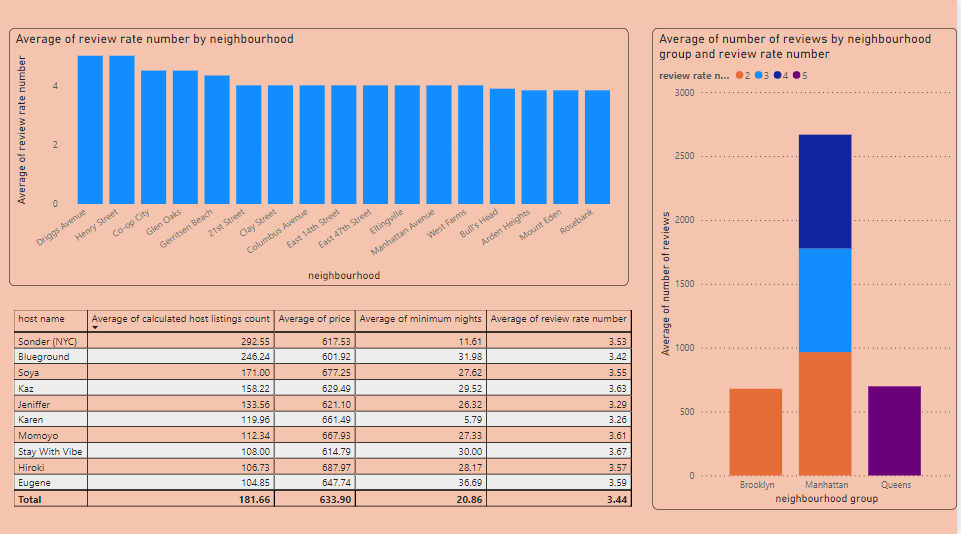 Average of review rate number by neighbourhood
Average of review rate number
4
2
0
Driggs Avenue
Henry Street
Co-op City
Glen Oaks
Gerritsen Beach
21st Street
Clay Street
Columbus Avenue
East 14th Street
East 47th Street
Eltingville
Manhattan Avenue
West Farms
Bull's Head
Arden Heights
Mount Eden
Rosebank
neighbourhood
host name Average of calculated host listings count Average of price Average of minimum nights Average of review rate number
Sonder (NYC) 292.55 617.53 11.61 3.53
Blueground 246.24 601.92 31.98 3.42
Soya 171.00 677.25 27.62 3.55
Kaz 158.22 629.49 29.52 3.63
Jeniffer 133.56 621.10 26.32 3.29
Karen 119.96 661.49 5.79 3.26
Momoyo 112.34 667.93 27.33 3.61
Stay With Vibe 108.00 614.79 30.00 3.67
Hiroki 106.73 687.97 28.17 3.57
Eugene 104.85 647.74 36.69 3.59
Total 181.66 633.90 20.86 3.44
Average of number of reviews by neighbourhood
group and review rate number
review rate n... 2 3 4 5
Average of number of reviews
3000
2500
2000
1500
1000
500
0
Brooklyn Manhattan Queens
neighbourhood group